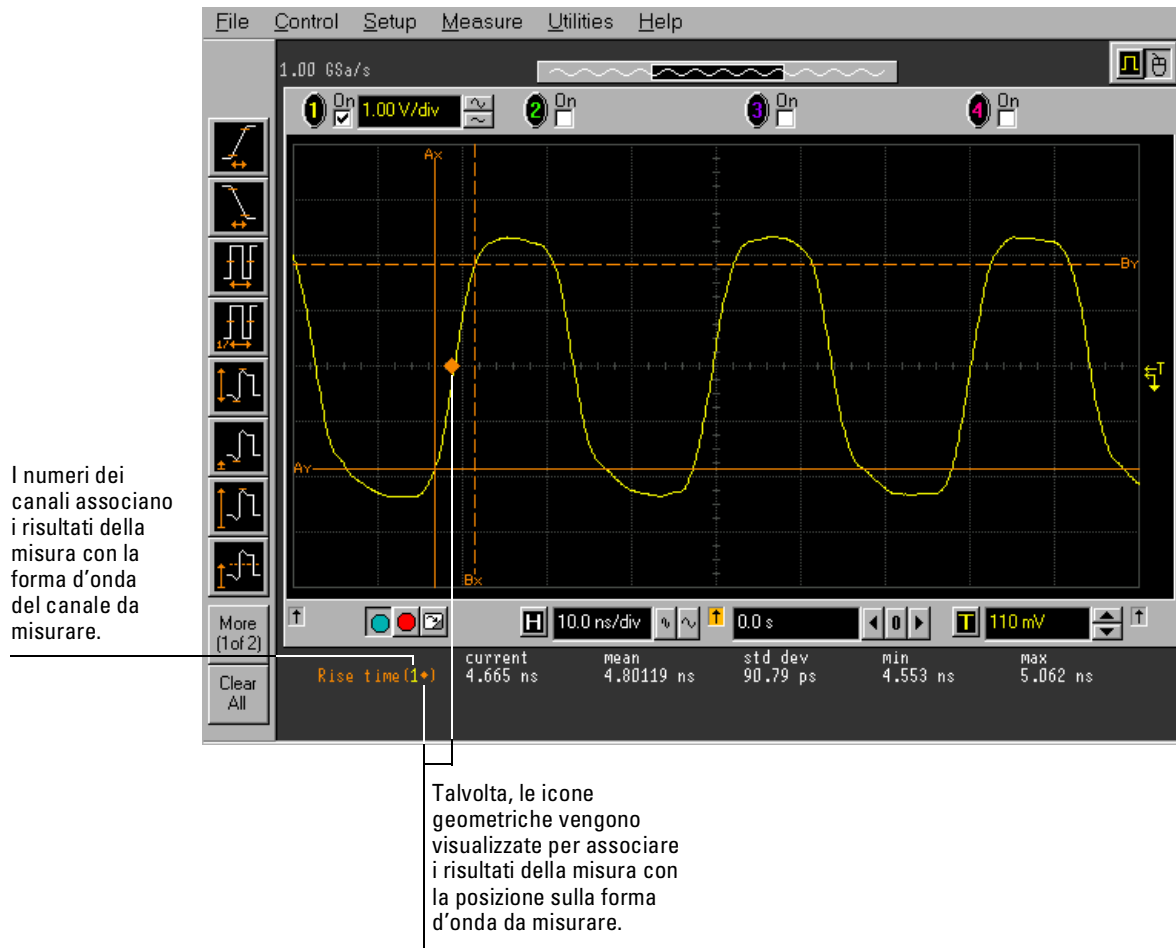 File Control Setup Measure Utilities Help
1.00 GSa/s
1 On 1.00 V/div 2 On 3 On 4 On
Ax
By
Ay
Bx
T
I numeri dei
canali associano
i risultati della
misura con la
forma d'onda
del canale da
misurare.
More
(1of 2)
Clear
All
H 10.0 ns/div 0.0 s 0 T 110 mV
current mean std dev min max
Rise time(1◆) 4.665 ns 4.80119 ns 90.79 ps 4.553 ns 5.062 ns
Talvolta, le icone
geometriche vengono
visualizzate per associare
i risultati della misura con
la posizione sulla forma
d'onda da misurare.